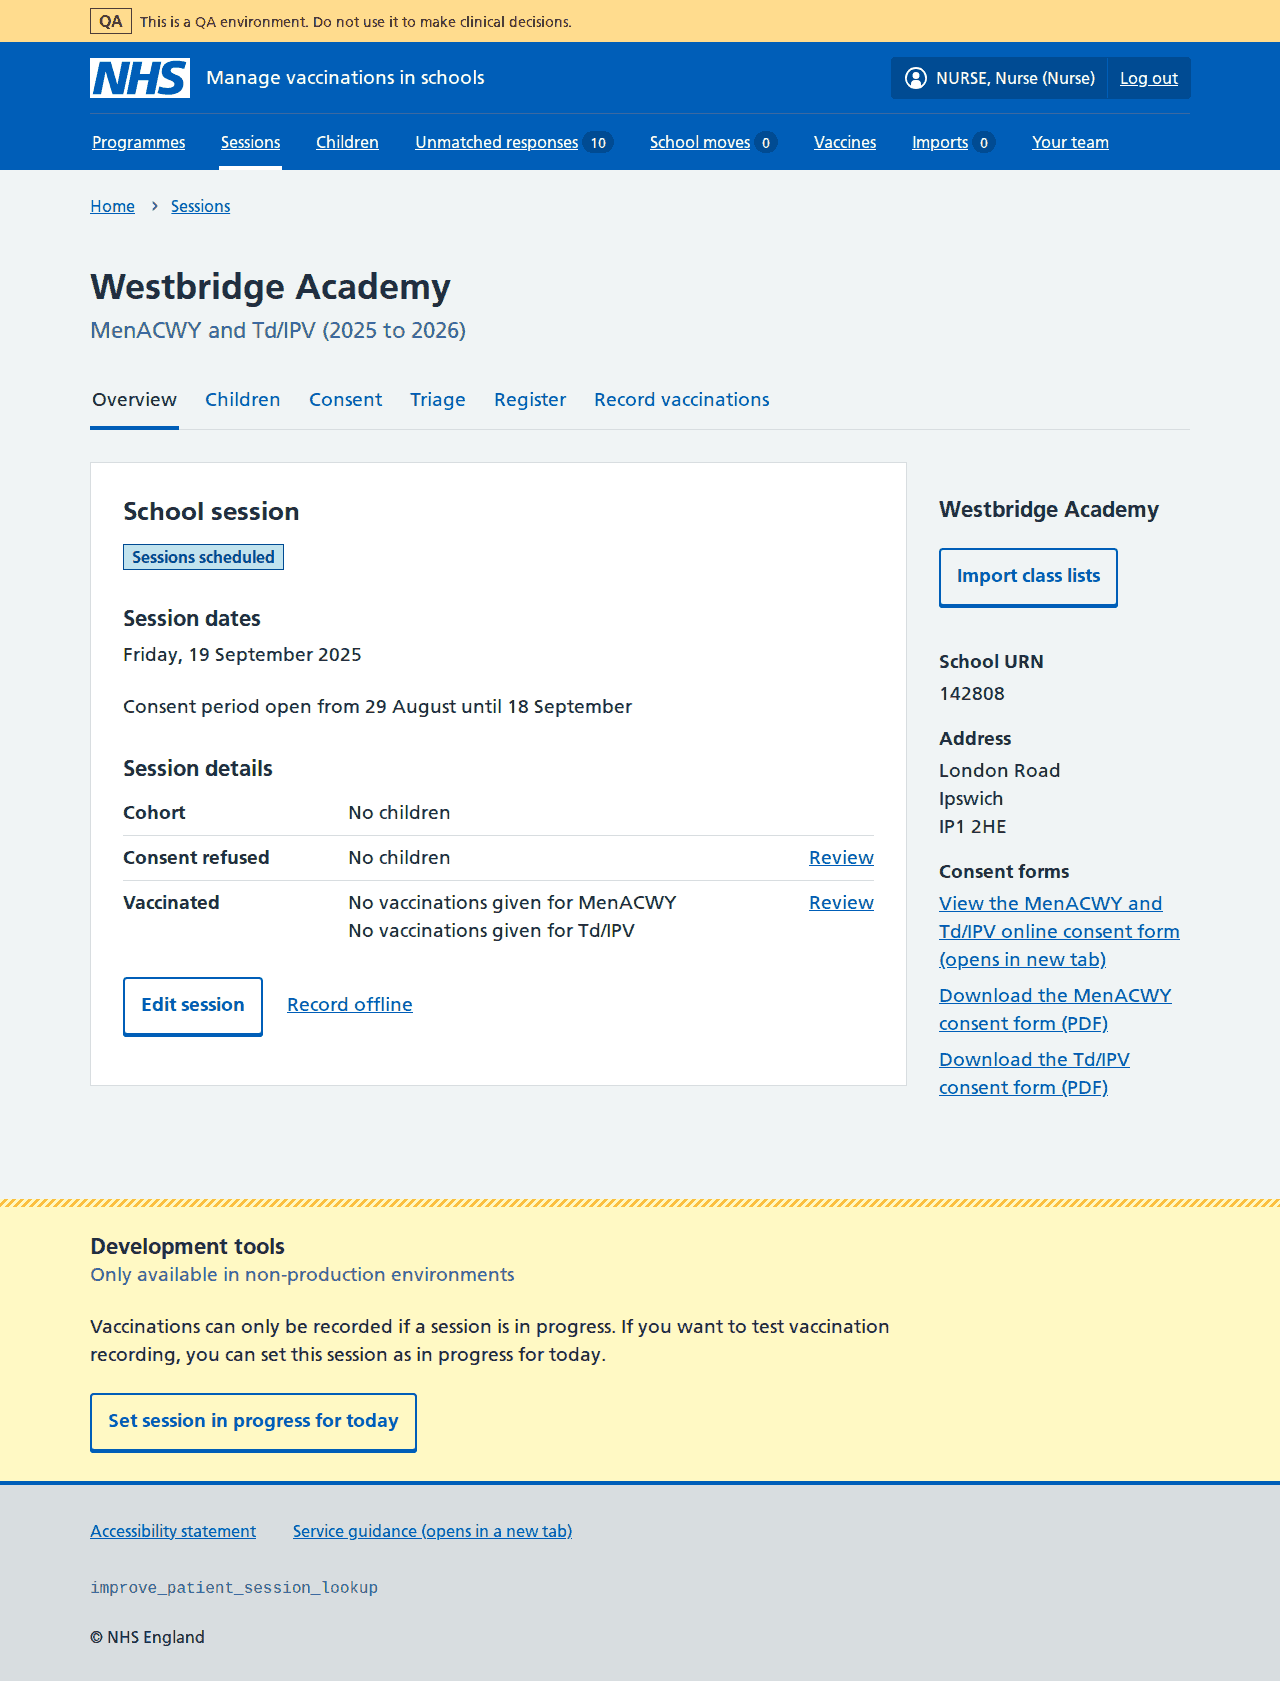 QA This is a QA environment. Do not use it to make clinical decisions.
NHS Manage vaccinations in schools NURSE, Nurse (Nurse) Log out
Programmes Sessions Children Unmatched responses 10 School moves 0 Vaccines Imports 0 Your team
Home Sessions
Westbridge Academy
MenACWY and Td/IPV (2025 to 2026)
Overview Children Consent Triage Register Record vaccinations
School session
Sessions scheduled
Session dates
Friday, 19 September 2025
Consent period open from 29 August until 18 September
Session details
Cohort No children
Consent refused No children Review
Vaccinated No vaccinations given for MenACWY Review
No vaccinations given for Td/IPV
Edit session Record offline
Westbridge Academy
Import class lists
School URN
142808
Address
London Road
Ipswich
IP1 2HE
Consent forms
View the MenACWY and
Td/IPV online consent form
(opens in new tab)
Download the MenACWY
consent form (PDF)
Download the Td/IPV
consent form (PDF)
Development tools
Only available in non-production environments
Vaccinations can only be recorded if a session is in progress. If you want to test vaccination
recording, you can set this session as in progress for today.
Set session in progress for today
Accessibility statement Service guidance (opens in a new tab)
improve_patient_session_lookup
© NHS England